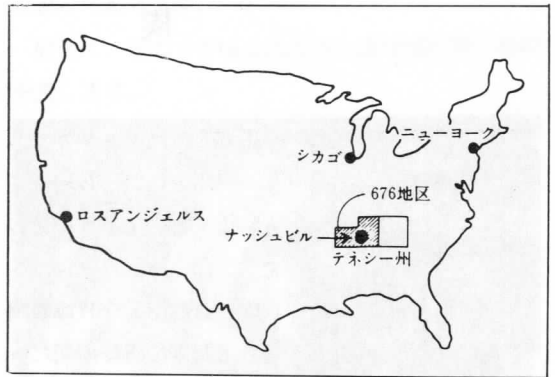 ニューヨーク
シカゴ
676地区
ロスアンジェルス
ナッシュビル
テネシー州